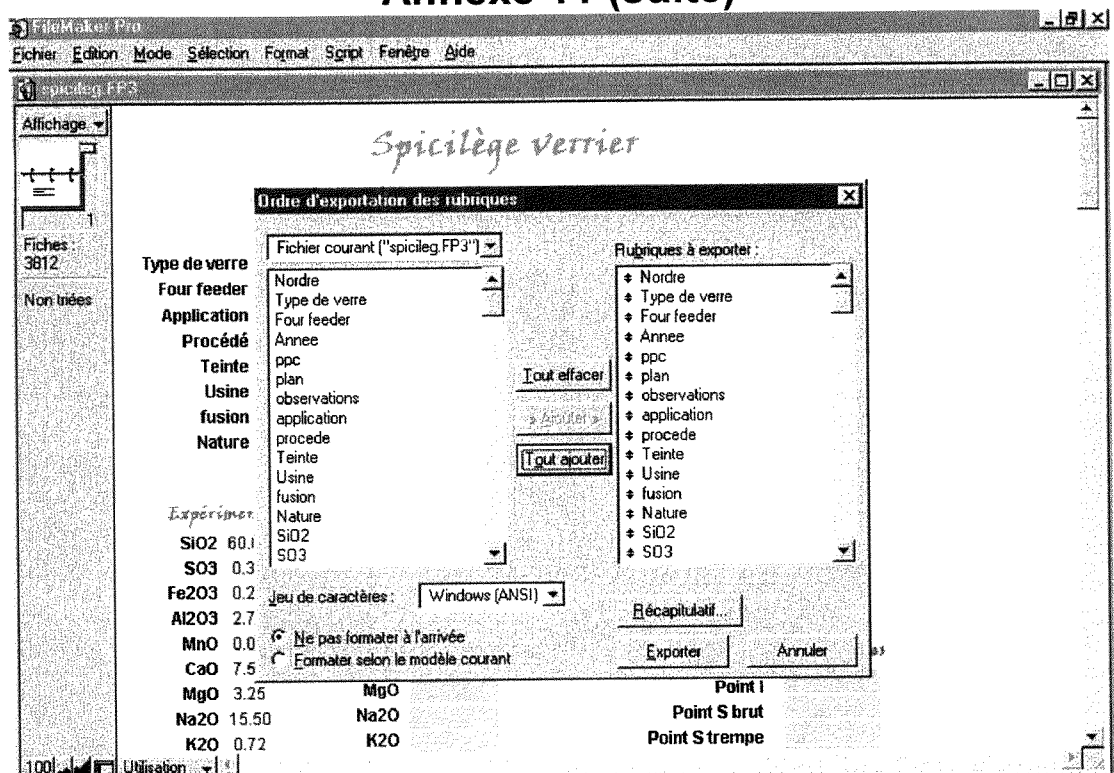 Annexe 11 (suite)
FileMaker Pro
Fichier Edition Mode Sélection Format Script Fenêtre Aide
spicileg.FP3
Affichage
Spicilège verrier
1
Fiches :
3812
Non triées
Type de verre
Four feeder
Application
Procédé
Teinte
Usine
fusion
Nature
SiO2 60.
SO3 0.3
Fe2O3 0.2
Al2O3 2.7
MnO 0.0
CaO 7.5
MgO 3.25
Na2O 15.50
K2O 0.72
Ordre d'exportation des rubriques
Fichier courant ("spicileg.FP3")
Nordre
Type de verre
Four feeder
Annee
ppc
plan
observations
application
procede
Teinte
Usine
fusion
Nature
SiO2
SO3
Tout effacer
» Ajouter »
Tout ajouter
Rubriques à exporter :
Nordre
Type de verre
Four feeder
Annee
ppc
plan
observations
application
procede
Teinte
Usine
fusion
Nature
SiO2
SO3
Jeu de caractères : Windows (ANSI)
Ne pas formater à l'arrivée
Formater selon le modèle courant
Récapitulatif...
Exporter Annuler
MgO
Na2O
K2O
Point I
Point S brut
Point S trempe
100 Utilisation